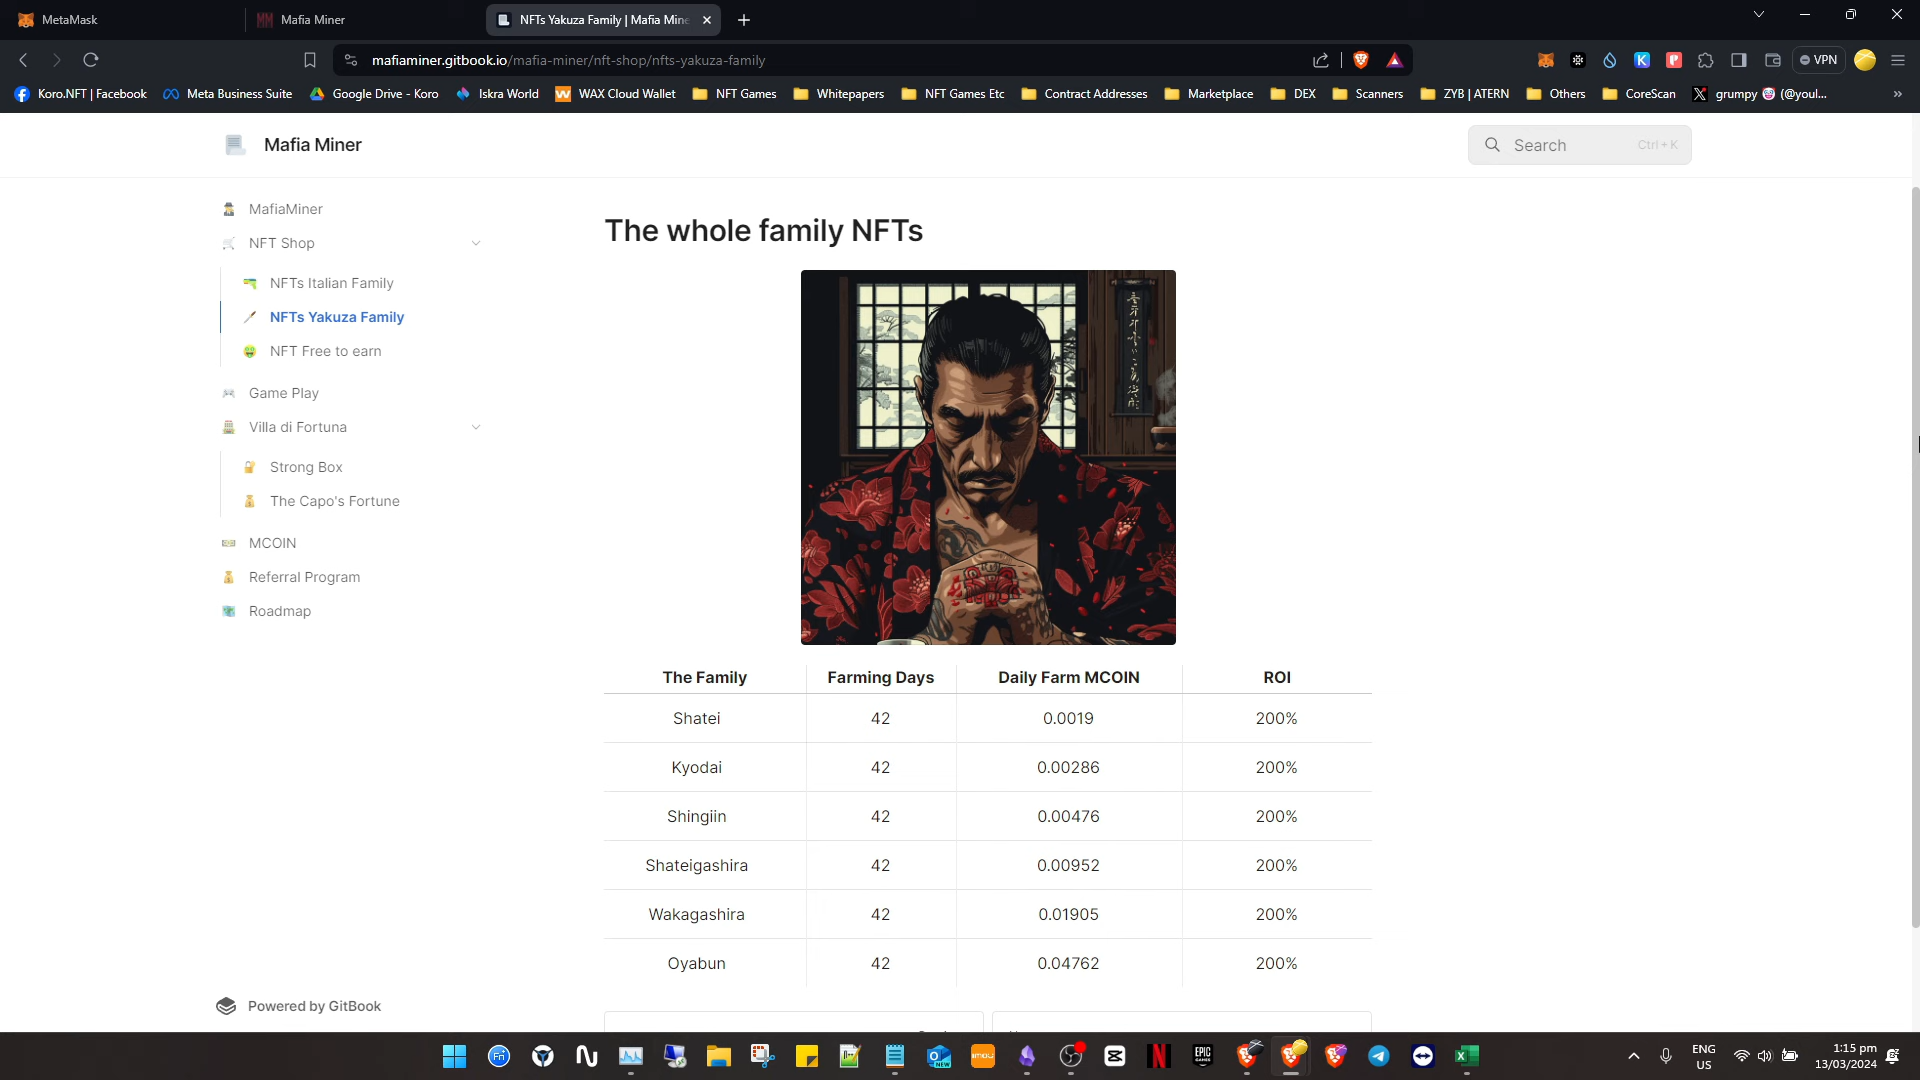 MetaMask
Mafia Miner
NFTs Yakuza Family | Mafia Mine
mafiaminer.gitbook.io/mafia-miner/nft-shop/nfts-yakuza-family
VPN
Koro.NFT | Facebook
Meta Business Suite
Google Drive - Koro
Iskra World
WAX Cloud Wallet
NFT Games
Whitepapers
NFT Games Etc
Contract Addresses
Marketplace
DEX
Scanners
ZYB | ATERN
Others
CoreScan
grumpy 🤡 (@youl...
Mafia Miner
Search
Ctrl + K
MafiaMiner
NFT Shop
NFTs Italian Family
NFTs Yakuza Family
NFT Free to earn
Game Play
Villa di Fortuna
Strong Box
The Capo's Fortune
MCOIN
Referral Program
Roadmap
Powered by GitBook
The whole family NFTs
The Family Farming Days Daily Farm MCOIN ROI
Shatei 42 0.0019 200%
Kyodai 42 0.00286 200%
Shingiin 42 0.00476 200%
Shateigashira 42 0.00952 200%
Wakagashira 42 0.01905 200%
Oyabun 42 0.04762 200%
NEW
EPIC
GAMES
ENG
US
1:15 pm
13/03/2024